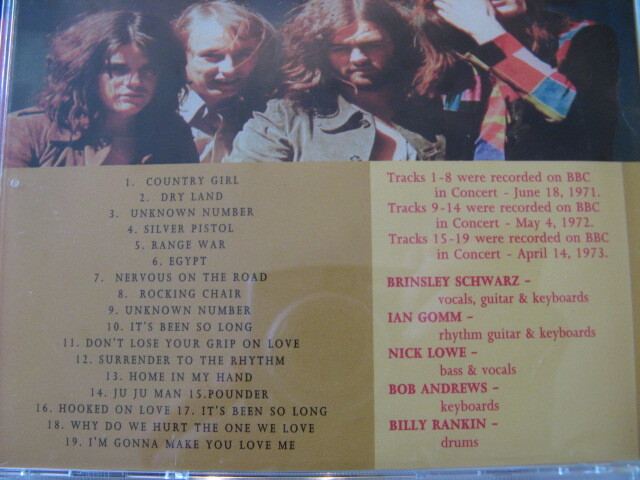 1. COUNTRY GIRL
2. DRY LAND
3. UNKNOWN NUMBER
4. SILVER PISTOL
5. RANGE WAR
6. EGYPT
7. NERVOUS ON THE ROAD
8. ROCKING CHAIR
9. UNKNOWN NUMBER
10. IT'S BEEN SO LONG
11. DON'T LOSE YOUR GRIP ON LOVE
12. SURRENDER TO THE RHYTHM
13. HOME IN MY HAND
14. JU JU MAN 15.POUNDER
16. HOOKED ON LOVE 17. IT'S BEEN SO LONG
18. WHY DO WE HURT THE ONE WE LOVE
19. I'M GONNA MAKE YOU LOVE ME
Tracks 1-8 were recorded on BBC
in Concert - June 18, 1971.
Tracks 9-14 were recorded on BBC
in Concert - May 4, 1972.
Tracks 15-19 were recorded on BBC
in Concert - April 14, 1973.
BRINSLEY SCHWARZ –
vocals, guitar & keyboards
IAN GOMM –
rhythm guitar & keyboards
NICK LOWE –
bass & vocals
BOB ANDREWS –
keyboards
BILLY RANKIN –
drums